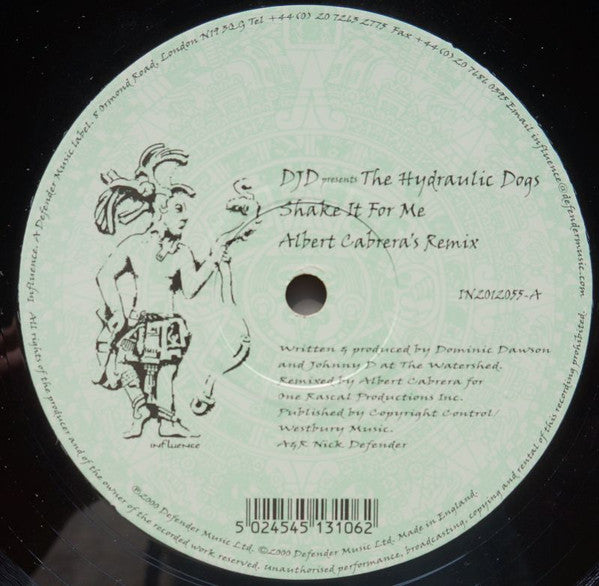 Influence. A Defender Music Label. 8 Ormond Road, London N19 3QG Tel +44(0) 20 7263 2775 Fax +44(0)20 7686 0395 Email influence@defendermusic.com
DJD presents The Hydraulic Dogs
Shake It For Me
Albert Cabrera's Remix
IN2012055-A
Written & produced by Dominic Dawson
and Johnny D at The Watershed.
Remixed by Albert Cabrera for
One Rascal Productions Inc.
Published by Copyright Control/
Westbury Music.
A&R Nick Defender
influence
5 024545 131062
℗2000 Defender Music Ltd. ©2000 Defender Music Ltd. Made in England.
All rights of the producer and of the owner of the recorded work reserved. Unauthorised performance, broadcasting, copying and rental of this recording prohibited.